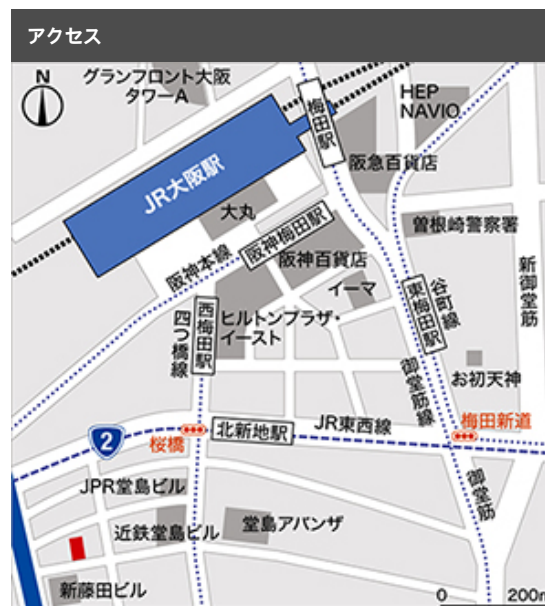 アクセス
N
グランフロント大阪
タワーA
HEP
NAVIO
梅田駅
阪急百貨店
JR大阪駅
大丸
阪神梅田駅
阪神本線
阪神百貨店
曽根崎警察署
新御堂筋
イーマ
谷町線
東梅田駅
西梅田駅
四つ橋線
ヒルトンプラザ・
イースト
御堂筋線
お初天神
梅田新道
2
桜橋
北新地駅
JR東西線
御堂筋
JPR堂島ビル
近鉄堂島ビル
堂島アバンザ
新藤田ビル
0 200m